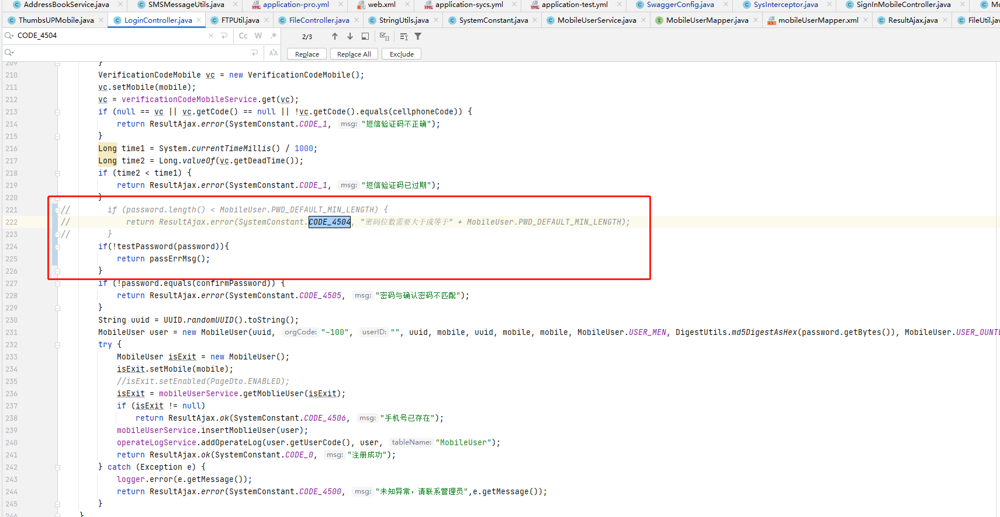 AddressBookService.java SMSMessageUtils.java application-pro.yml web.xml application-sycs.yml application-test.yml SwaggerConfig.java SysInterceptor.java SignInMobileController.java Mo
ThumbsUPMobile.java LoginController.java FTPUtil.java FileController.java StringUtils.java SystemConstant.java MobileUserService.java MobileUserMapper.java mobileUserMapper.xml ResultAjax.java FileUtil.jav
CODE_4504 Cc W .* 2/3
Replace Replace All Exclude
209 }
210 VerificationCodeMobile vc = new VerificationCodeMobile();
211 vc.setMobile(mobile);
212 vc = verificationCodeMobileService.get(vc);
213 if (null == vc || vc.getCode() == null || !vc.getCode().equals(cellphoneCode)) {
214 return ResultAjax.error(SystemConstant.CODE_1, msg: "短信验证码不正确");
215 }
216 Long time1 = System.currentTimeMillis() / 1000;
217 Long time2 = Long.valueOf(vc.getDeadTime());
218 if (time2 < time1) {
219 return ResultAjax.error(SystemConstant.CODE_1, msg: "短信验证码已过期");
220 }
221 // if (password.length() < MobileUser.PWD_DEFAULT_MIN_LENGTH) {
222 // return ResultAjax.error(SystemConstant.CODE_4504, "密码位数需要大于或等于" + MobileUser.PWD_DEFAULT_MIN_LENGTH);
223 // }
224 if(!testPassword(password)){
225 return passErrMsg();
226 }
227 if (!password.equals(confirmPassword)) {
228 return ResultAjax.error(SystemConstant.CODE_4505, msg: "密码与确认密码不匹配");
229 }
230 String uuid = UUID.randomUUID().toString();
231 MobileUser user = new MobileUser(uuid, orgCode: "-100", userID: "", uuid, mobile, uuid, mobile, mobile, MobileUser.USER_MEN, DigestUtils.md5DigestAsHex(password.getBytes()), MobileUser.USER_OUNTE
232 try {
233 MobileUser isExit = new MobileUser();
234 isExit.setMobile(mobile);
235 //isExit.setEnabled(PageDto.ENABLED);
236 isExit = mobileUserService.getMoblieUser(isExit);
237 if (isExit != null)
238 return ResultAjax.ok(SystemConstant.CODE_4506, msg: "手机号已存在");
239 mobileUserService.insertMoblieUser(user);
240 operateLogService.addOperateLog(user.getUserCode(), user, tableName: "MobileUser");
241 return ResultAjax.ok(SystemConstant.CODE_0, msg: "注册成功");
242 } catch (Exception e) {
243 logger.error(e.getMessage());
244 return ResultAjax.error(SystemConstant.CODE_4500, msg: "未知异常，请联系管理员",e.getMessage());
245 }
246 }